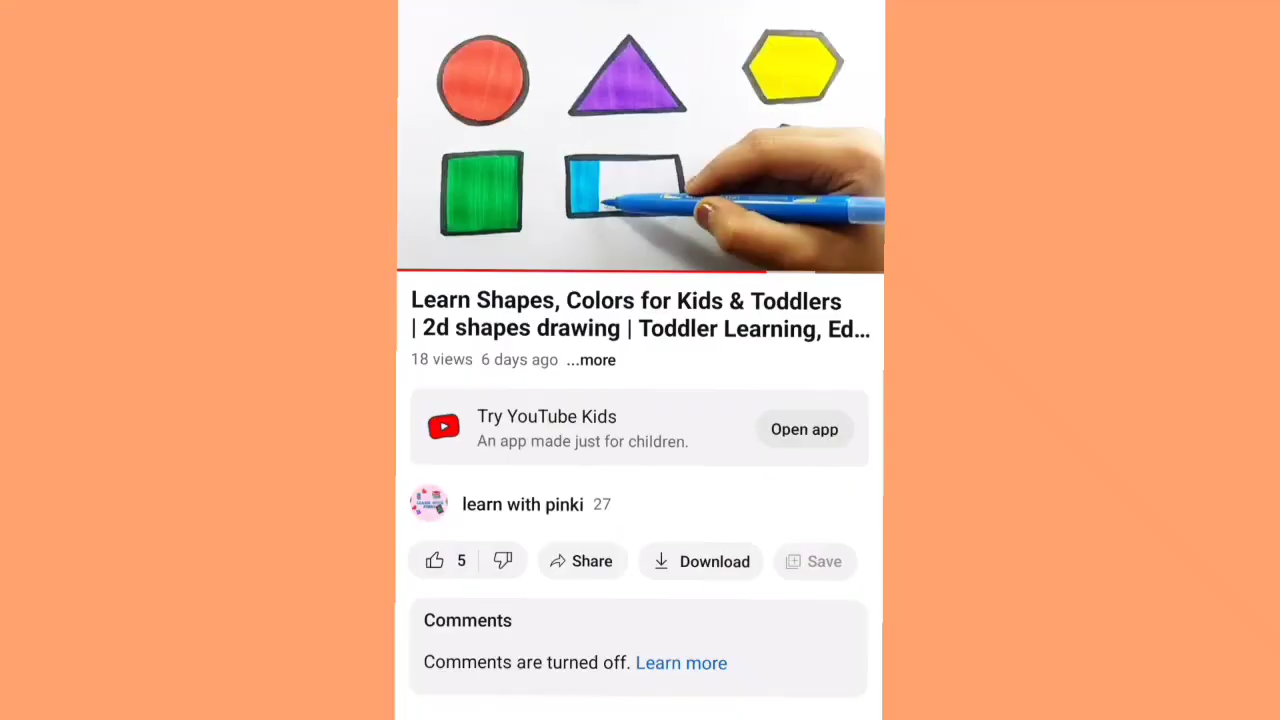 Learn Shapes, Colors for Kids & Toddlers
| 2d shapes drawing | Toddler Learning, Ed...
18 views 6 days ago ...more
Try YouTube Kids
An app made just for children.
Open app
learn with pinki 27
5 Share Download Save
Comments
Comments are turned off. Learn more